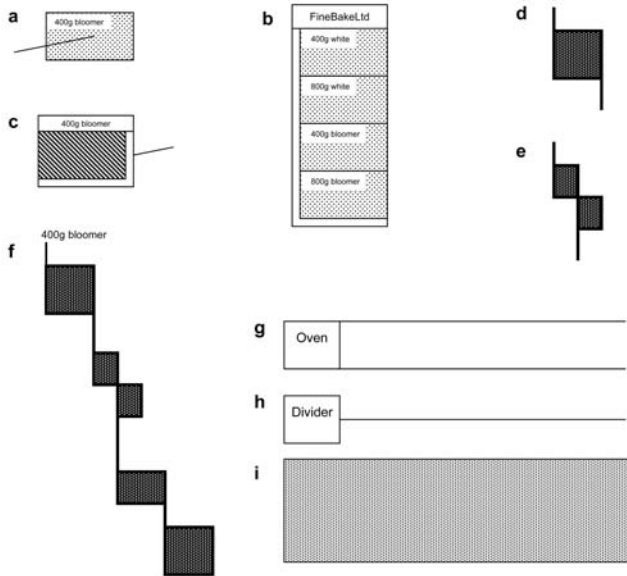 a
400g bloomer
b
FineBakeLtd
400g white
800g white
400g bloomer
800g bloomer
c
400g bloomer
d
e
f
400g bloomer
g
Oven
h
Divider
i